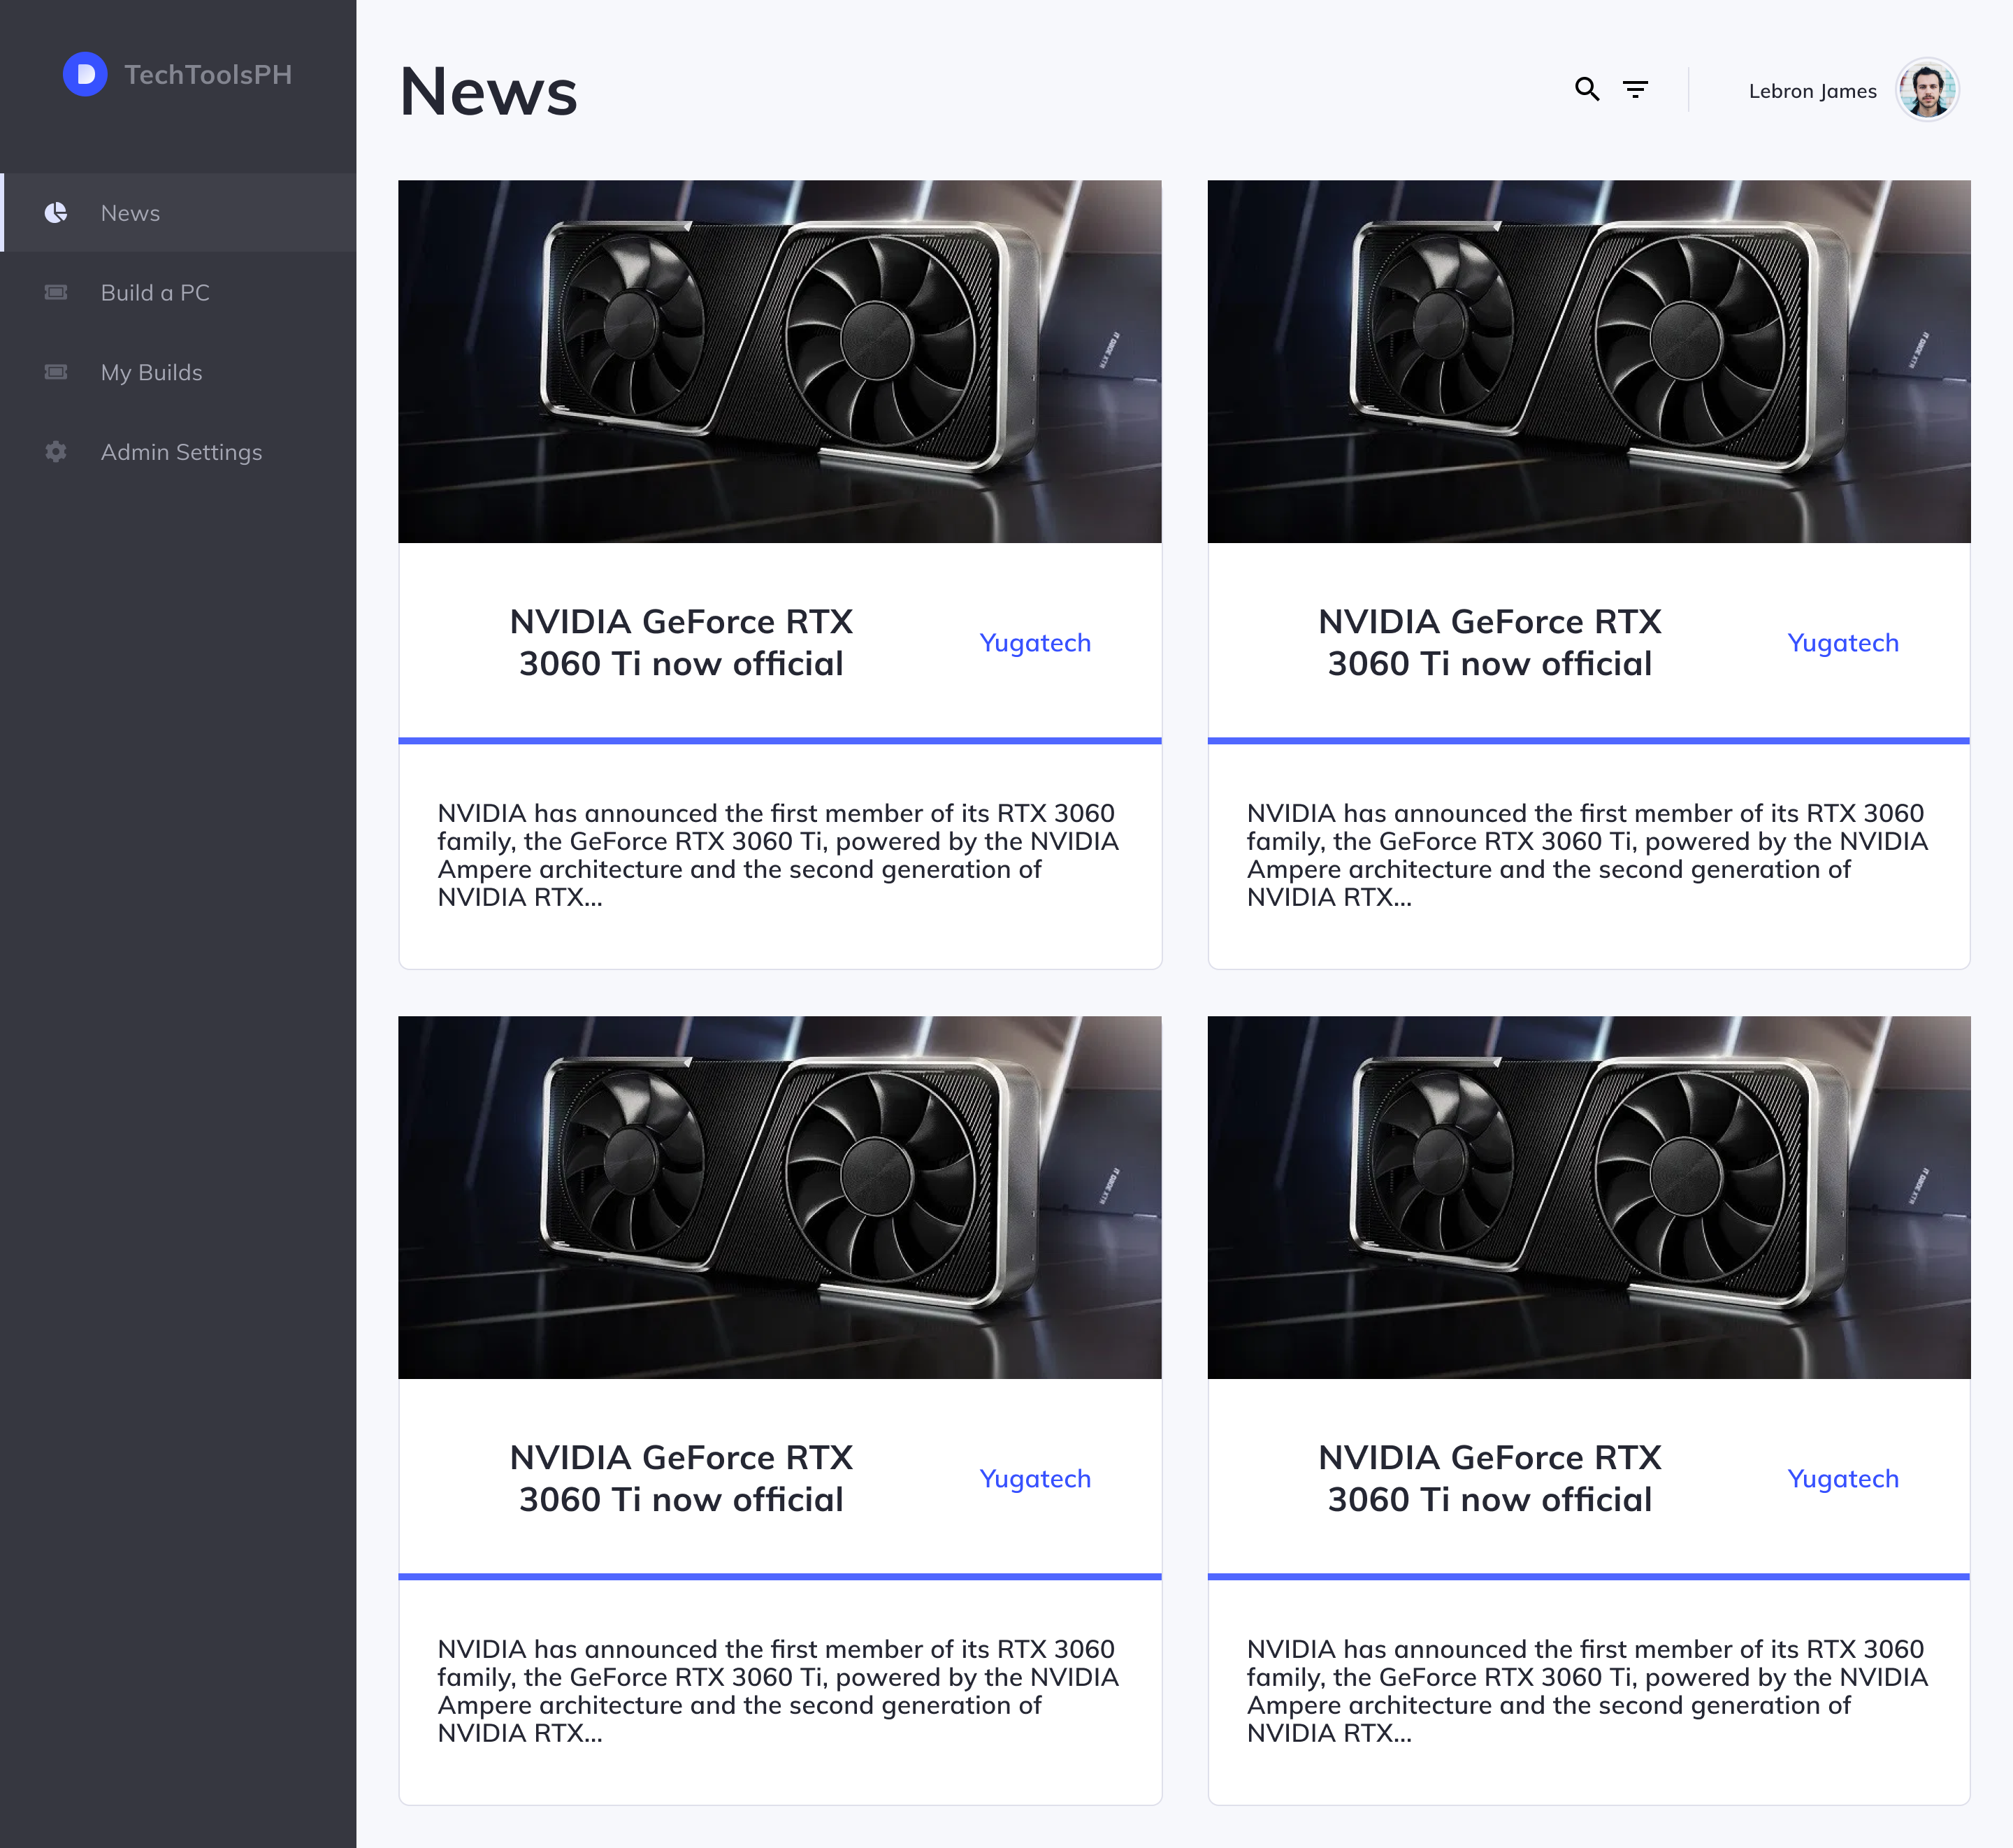 TechToolsPH
News
Build a PC
My Builds
Admin Settings
News
Lebron James
NVIDIA GeForce RTX
3060 Ti now official
Yugatech
NVIDIA has announced the first member of its RTX 3060
family, the GeForce RTX 3060 Ti, powered by the NVIDIA
Ampere architecture and the second generation of
NVIDIA RTX...
NVIDIA GeForce RTX
3060 Ti now official
Yugatech
NVIDIA has announced the first member of its RTX 3060
family, the GeForce RTX 3060 Ti, powered by the NVIDIA
Ampere architecture and the second generation of
NVIDIA RTX...
NVIDIA GeForce RTX
3060 Ti now official
Yugatech
NVIDIA has announced the first member of its RTX 3060
family, the GeForce RTX 3060 Ti, powered by the NVIDIA
Ampere architecture and the second generation of
NVIDIA RTX...
NVIDIA GeForce RTX
3060 Ti now official
Yugatech
NVIDIA has announced the first member of its RTX 3060
family, the GeForce RTX 3060 Ti, powered by the NVIDIA
Ampere architecture and the second generation of
NVIDIA RTX...